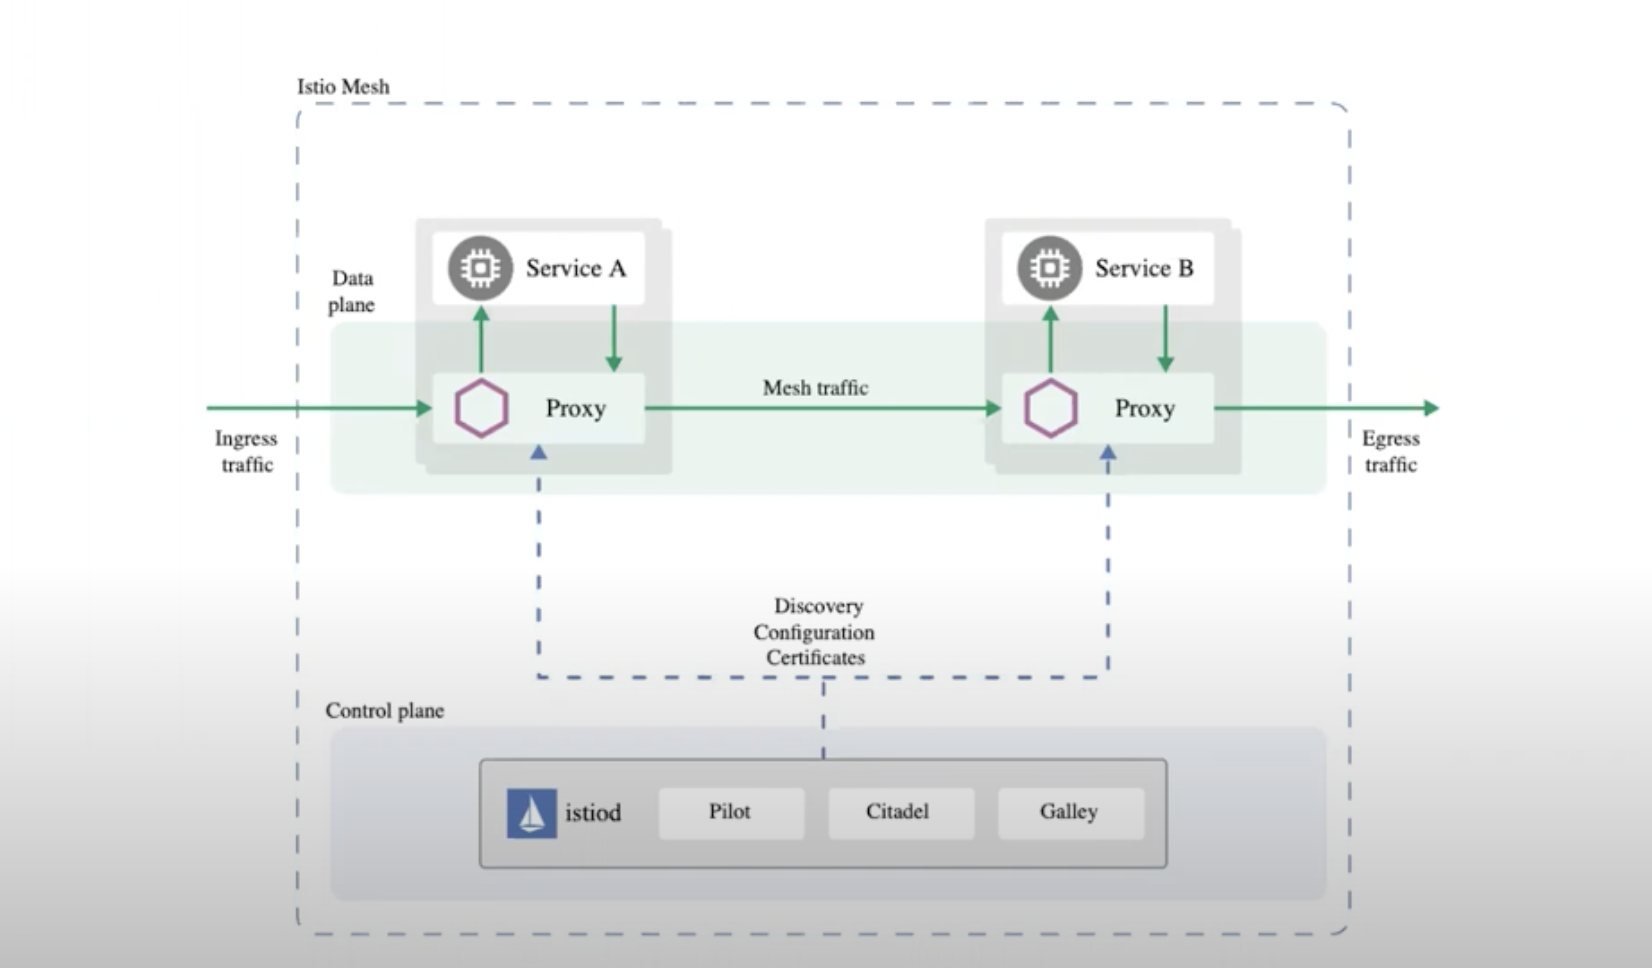 Istio Mesh
Data
plane
Service A
Service B
Proxy
Mesh traffic
Proxy
Ingress
traffic
Egress
traffic
Discovery
Configuration
Certificates
Control plane
istiod
Pilot
Citadel
Galley